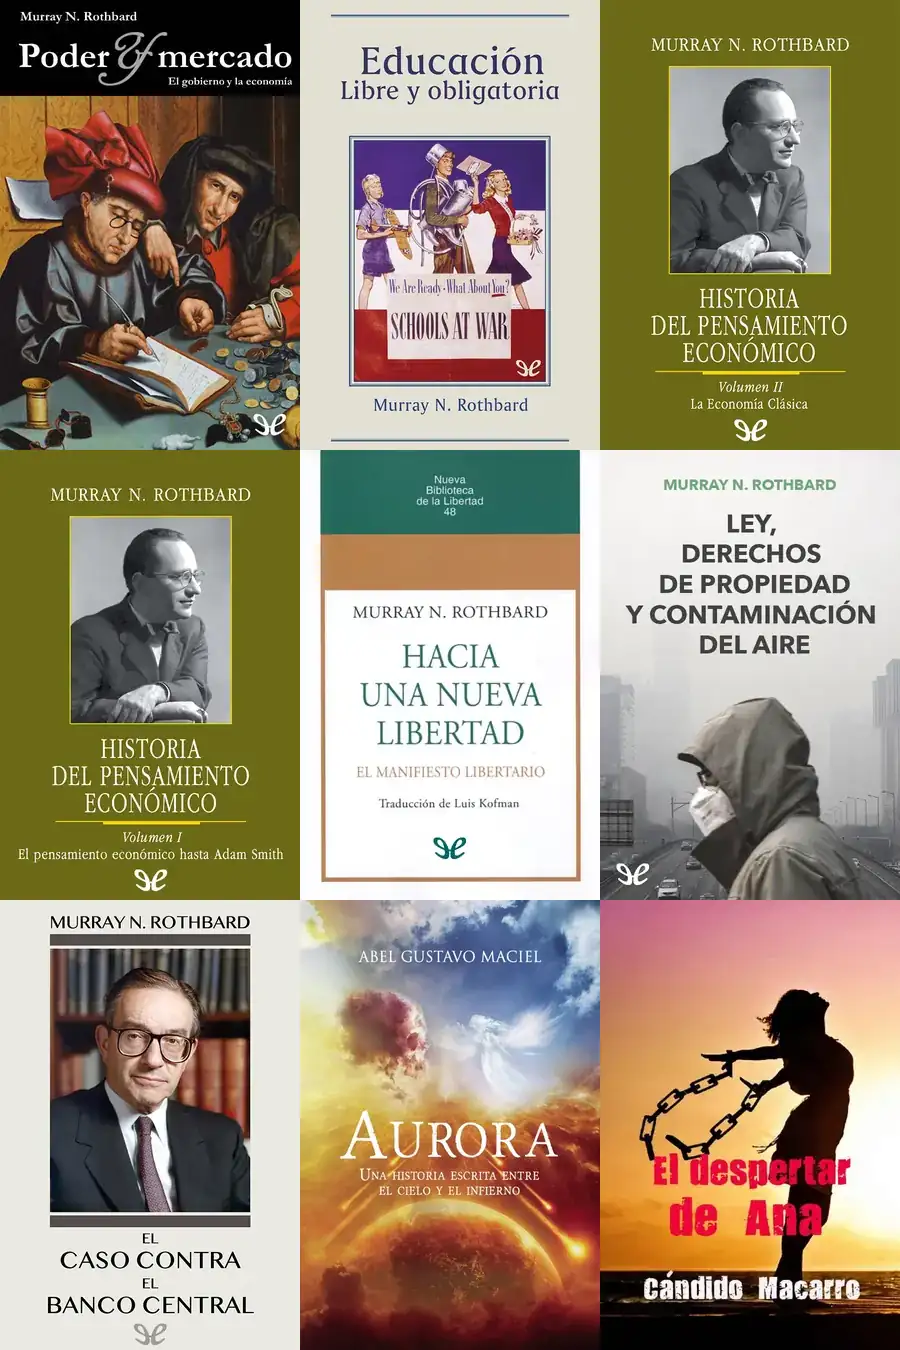 Murray N. Rothbard
Poder & mercado
El gobierno y la economía
Educación
Libre y obligatoria
We Are Ready - What About You?
SCHOOLS AT WAR
Murray N. Rothbard
MURRAY N. ROTHBARD
HISTORIA
DEL PENSAMIENTO
ECONÓMICO
Volumen II
La Economía Clásica
MURRAY N. ROTHBARD
HISTORIA
DEL PENSAMIENTO
ECONÓMICO
Volumen I
El pensamiento económico hasta Adam Smith
Nueva
Biblioteca
de la Libertad
48
MURRAY N. ROTHBARD
HACIA
UNA NUEVA
LIBERTAD
EL MANIFIESTO LIBERTARIO
Traducción de Luis Kofman
MURRAY N. ROTHBARD
LEY,
DERECHOS
DE PROPIEDAD
Y CONTAMINACIÓN
DEL AIRE
MURRAY N. ROTHBARD
EL
CASO CONTRA
EL
BANCO CENTRAL
ABEL GUSTAVO MACIEL
AURORA
UNA HISTORIA ESCRITA ENTRE
EL CIELO Y EL INFIERNO
El despertar
de Ana
Cándido Macarro